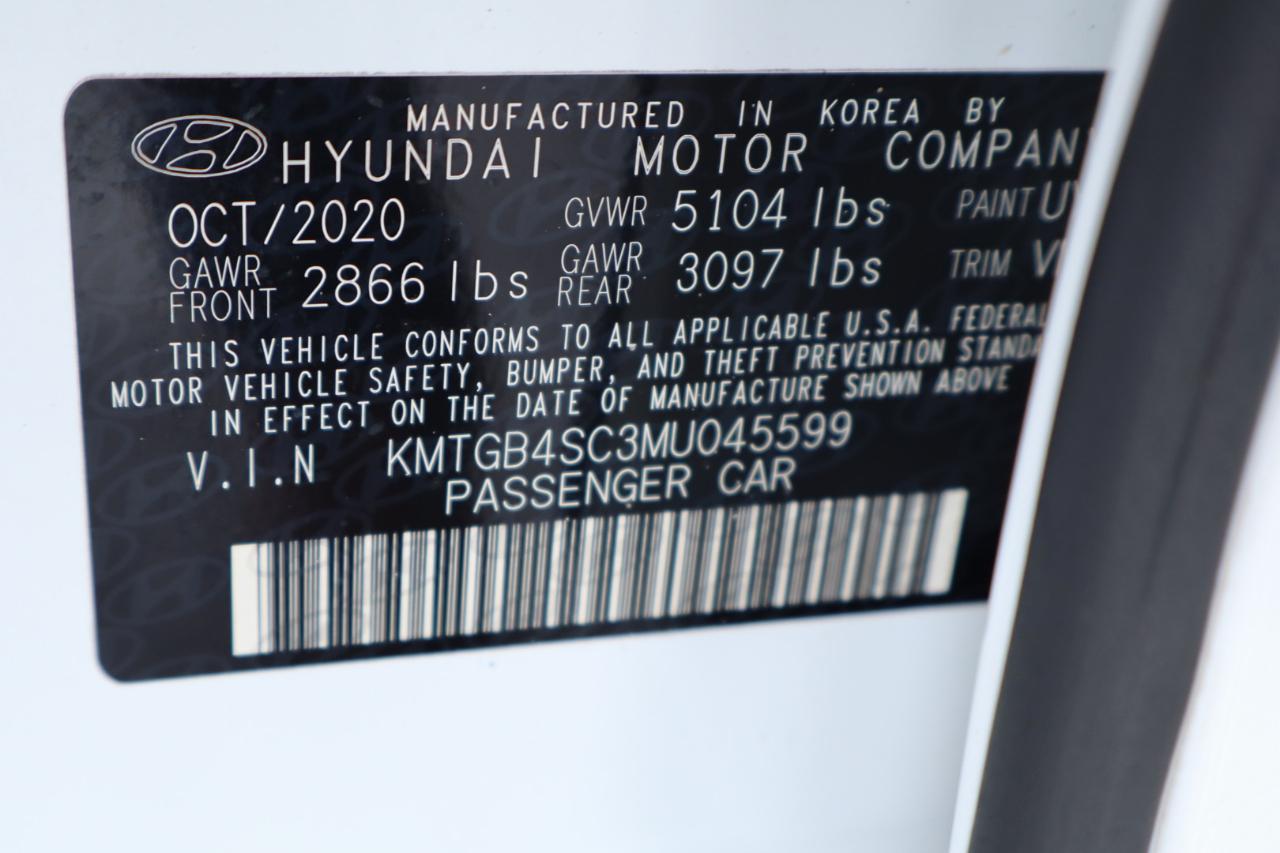 MANUFACTURED IN KOREA BY
HYUNDAI MOTOR COMPAN
OCT/2020 GVWR 5104 lbs PAINT U
GAWR FRONT 2866 lbs GAWR REAR 3097 lbs TRIM V
THIS VEHICLE CONFORMS TO ALL APPLICABLE U.S.A. FEDERAL
MOTOR VEHICLE SAFETY, BUMPER, AND THEFT PREVENTION STANDA
IN EFFECT ON THE DATE OF MANUFACTURE SHOWN ABOVE
V.I.N KMTGB4SC3MU045599
PASSENGER CAR